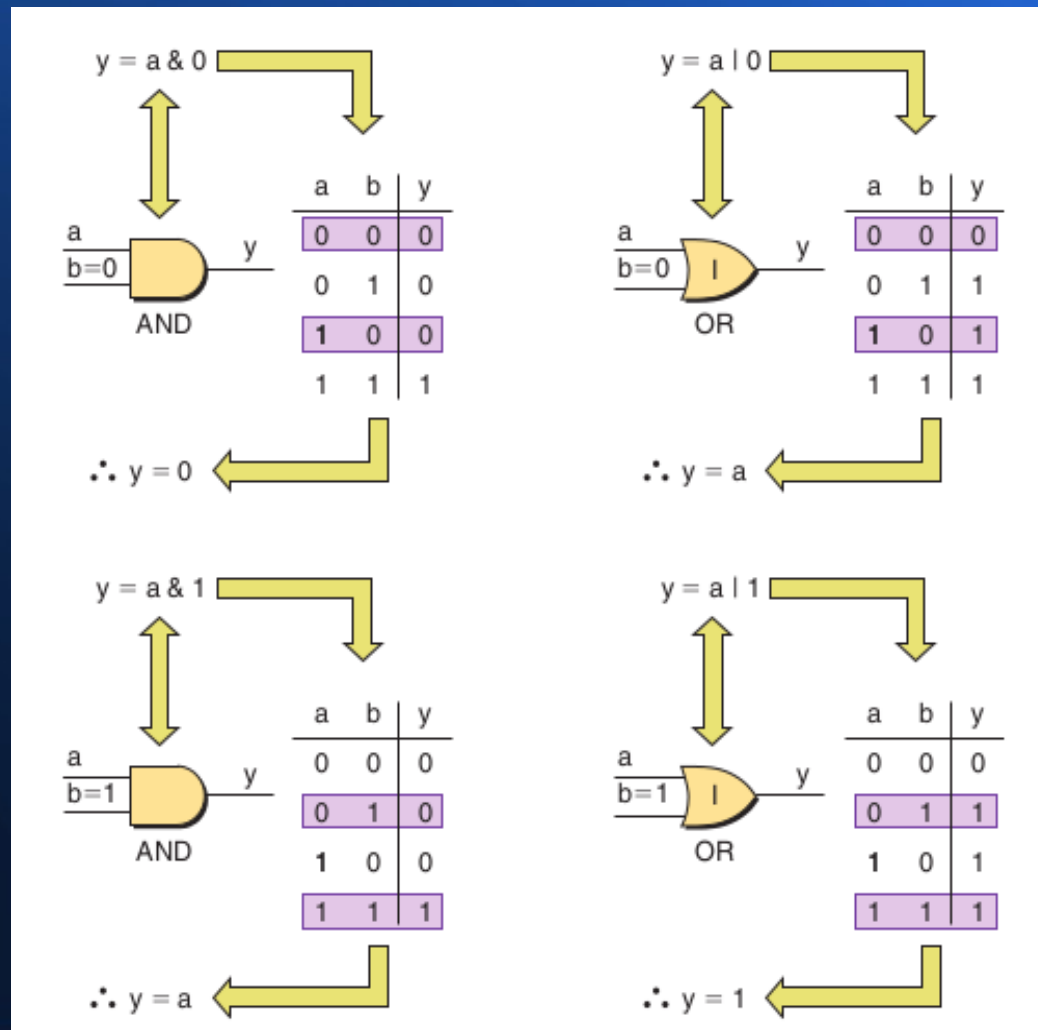 y = a & 0
a b y
0 0 0
0 1 0
1 0 0
1 1 1
a
b=0
y
AND
∴ y = 0
y = a | 0
a b y
0 0 0
0 1 1
1 0 1
1 1 1
a
b=0
|
y
OR
∴ y = a
y = a & 1
a b y
0 0 0
0 1 0
1 0 0
1 1 1
a
b=1
y
AND
∴ y = a
y = a | 1
a b y
0 0 0
0 1 1
1 0 1
1 1 1
a
b=1
|
y
OR
∴ y = 1